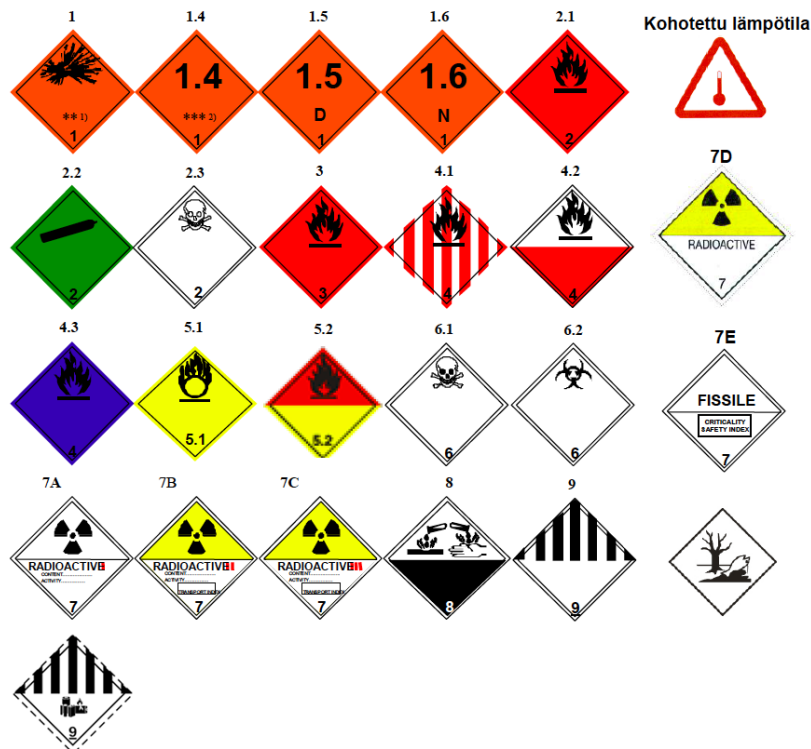 1 1.4 1.5 1.6 2.1
Kohotettu lämpötila
1.4 1.5 1.6
** 1) *** 2) D N
1 1 1 1 2
2.2 2.3 3 4.1 4.2
7D
RADIOACTIVE
7
2 2 3 4 4
4.3 5.1 5.2 6.1 6.2
7E
FISSILE
CRITICALITY
SAFETY INDEX
7
4 5.1 5.2 6 6
7A 7B 7C 8 9
RADIOACTIVE I RADIOACTIVE II RADIOACTIVE III
CONTENT................ CONTENT................ CONTENT................
ACTIVITY............... ACTIVITY............... ACTIVITY...............
TRANSPORT INDEX TRANSPORT INDEX
7 7 7 8 9
9